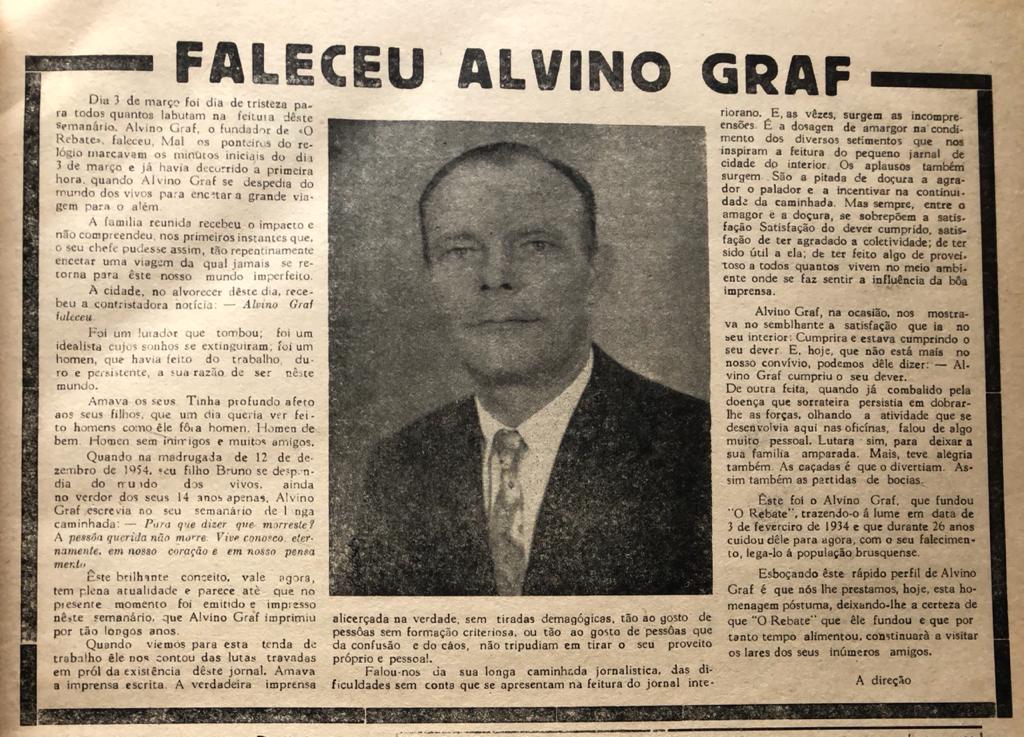 FALECEU ALVINO GRAF
Dia 3 de março foi dia de tristeza pa-
ra todos quantos labutam na feitura dêste
semanário. Alvino Graf, o fundador de «O
Rebate», faleceu. Mal os ponteiros do re-
lógio marcavam os minutos iniciais do dia
3 de março e já havia decorrido a primeira
hora, quando Alvino Graf se despedia do
mundo dos vivos para encetara grande via-
gem para o além.
A familia reunida recebeu o impacto e
não compreendeu, nos primeiros instantes que,
o seu chefe pudesse assim, tão repentinamente
encetar uma viagem da qual jamais se re-
torna para êste nosso mundo imperfeito.
A cidade, no alvorecer dêste dia, rece-
beu a contristadora notícia: — Alvino Graf
faleceu.
Foi um lutador que tombou; foi um
idealista cujos sonhos se extinguiram; foi um
homen, que havia feito do trabalho, du-
ro e persistente, a sua razão de ser nêste
mundo.
Amava os seus. Tinha profundo afeto
aos seus filhos, que um dia queria ver fei-
to homens como êle fôra homen. Homen de
bem. Homen sem inimigos e muitos amigos.
Quando na madrugada de 12 de de-
zembro de 1954, seu filho Bruno se despen-
dia do mundo dos vivos, ainda
no verdor dos seus 14 anos apenas, Alvino
Graf escrevia no seu semanário de longa
caminhada: — Para que dizer que morreste?
A pessôa querida não morre. Vive conosco, eter-
namente, em nosso coração e em nosso pensa
mento.
Êste brilhante conceito, vale agora,
tem plena atualidade e parece até que no
presente momento foi emitido e impresso
nêste semanário, que Alvino Graf imprimiu
por tão longos anos.
Quando viemos para esta tenda de
trabalho êle nos contou das lutas travadas
em pról da existência dêste jornal. Amava
a imprensa escrita. A verdadeira imprensa
alicerçada na verdade, sem tiradas demagógicas, tão ao gosto de
pessôas sem formação criteriosa, ou tão ao gosto de pessôas que
da confusão e do cáos, não tripudiam em tirar o seu proveito
próprio e pessoal.
Falou-nos da sua longa caminhada jornalistica, das di-
ficuldades sem conta que se apresentam na feitura do jornal inte-
riorano. E, as vêzes, surgem as incompre-
ensões. É a dosagen de amargor na condi-
mento dos diversos setimentos que nos
inspiram a feitura do pequeno jarnal de
cidade do interior. Os aplausos também
surgem. São a pitada de doçura a agra-
dor o palador e a incentivar na continui-
dade da caminhada. Mas sempre, entre o
amagor e a doçura, se sobrepõem a satis-
fação Satisfação do dever cumprido, satis-
fação de ter agradado a coletividade; de ter
sido útil a ela; de ter feito algo de provei-
toso a todos quantos vivem no meio ambi-
ente onde se faz sentir a influência da bôa
imprensa.
Alvino Graf, na ocasião, nos mostra-
va no semblhante a satisfação que ia no
seu interior: Cumprira e estava cumprindo o
seu dever. E, hoje, que não está mais no
nosso convívio, podemos dêle dizer: — Al-
vino Graf cumpriu o seu dever.
De outra feita, quando já combalido pela
doença que sorrateira persistia em dobrar-
lhe as forças, olhando a atividade que se
desenvolvia aqui nas oficínas, falou de algo
muito pessoal. Lutara sim, para deixar a
sua familia amparada. Mais, teve alegria
também. As caçadas é que o divertiam. As-
sim também as partidas de bocias.
Êste foi o Alvino Graf, que fundou
"O Rebate", trazendo-o á lume em data de
3 de fevereiro de 1934 e que durante 26 anos
cuidou dêle para agora, com o seu falecimen-
to, lega-lo á população brusquense.
Esboçando êste rápido perfil de Alvino
Graf é que nós lhe prestamos, hoje, esta ho-
menagem póstuma, deixando-lhe a certeza de
que "O Rebate" que êle fundou e que por
tanto tempo alimentou, constinuará a visitar
os lares dos seus inúmeros amigos.
A direção